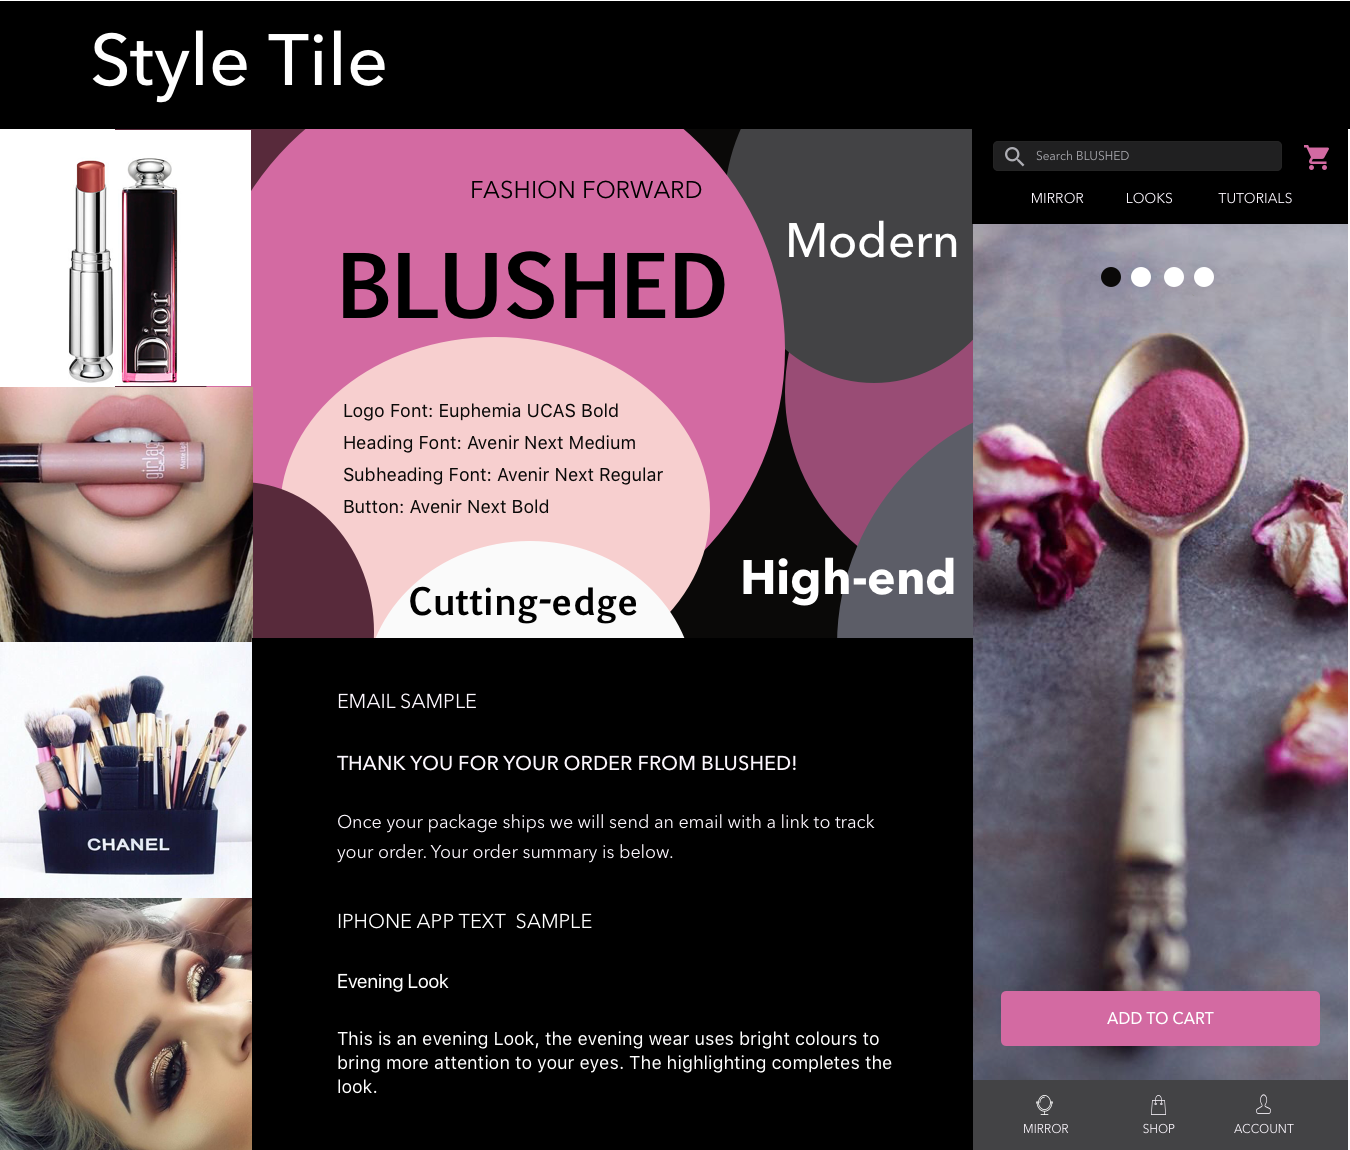 Style Tile
Dior
CHANEL
FASHION FORWARD
BLUSHED
Modern
Logo Font: Euphemia UCAS Bold
Heading Font: Avenir Next Medium
Subheading Font: Avenir Next Regular
Button: Avenir Next Bold
Cutting-edge
High-end
EMAIL SAMPLE
THANK YOU FOR YOUR ORDER FROM BLUSHED!
Once your package ships we will send an email with a link to track
your order. Your order summary is below.
IPHONE APP TEXT SAMPLE
Evening Look
This is an evening Look, the evening wear uses bright colours to
bring more attention to your eyes. The highlighting completes the
look.
Search BLUSHED
MIRROR LOOKS TUTORIALS
ADD TO CART
MIRROR SHOP ACCOUNT